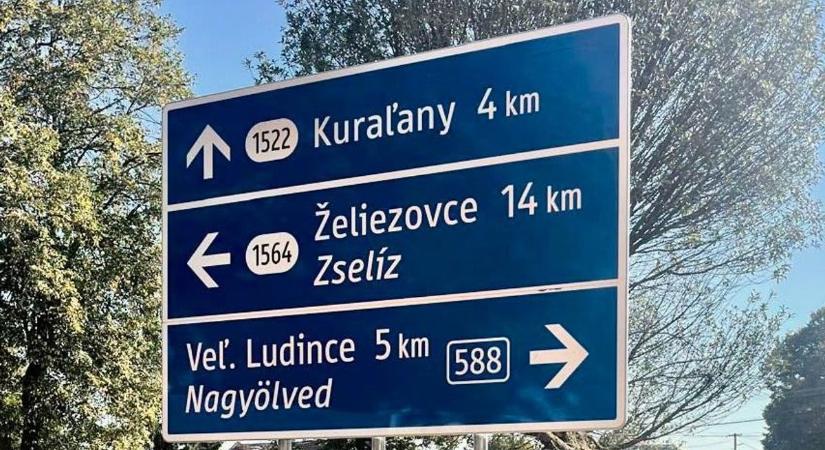 1522 Kuraľany 4 km
1564 Želiezovce 14 km
Zselíz
Veľ. Ludince 5 km 588
Nagyölved